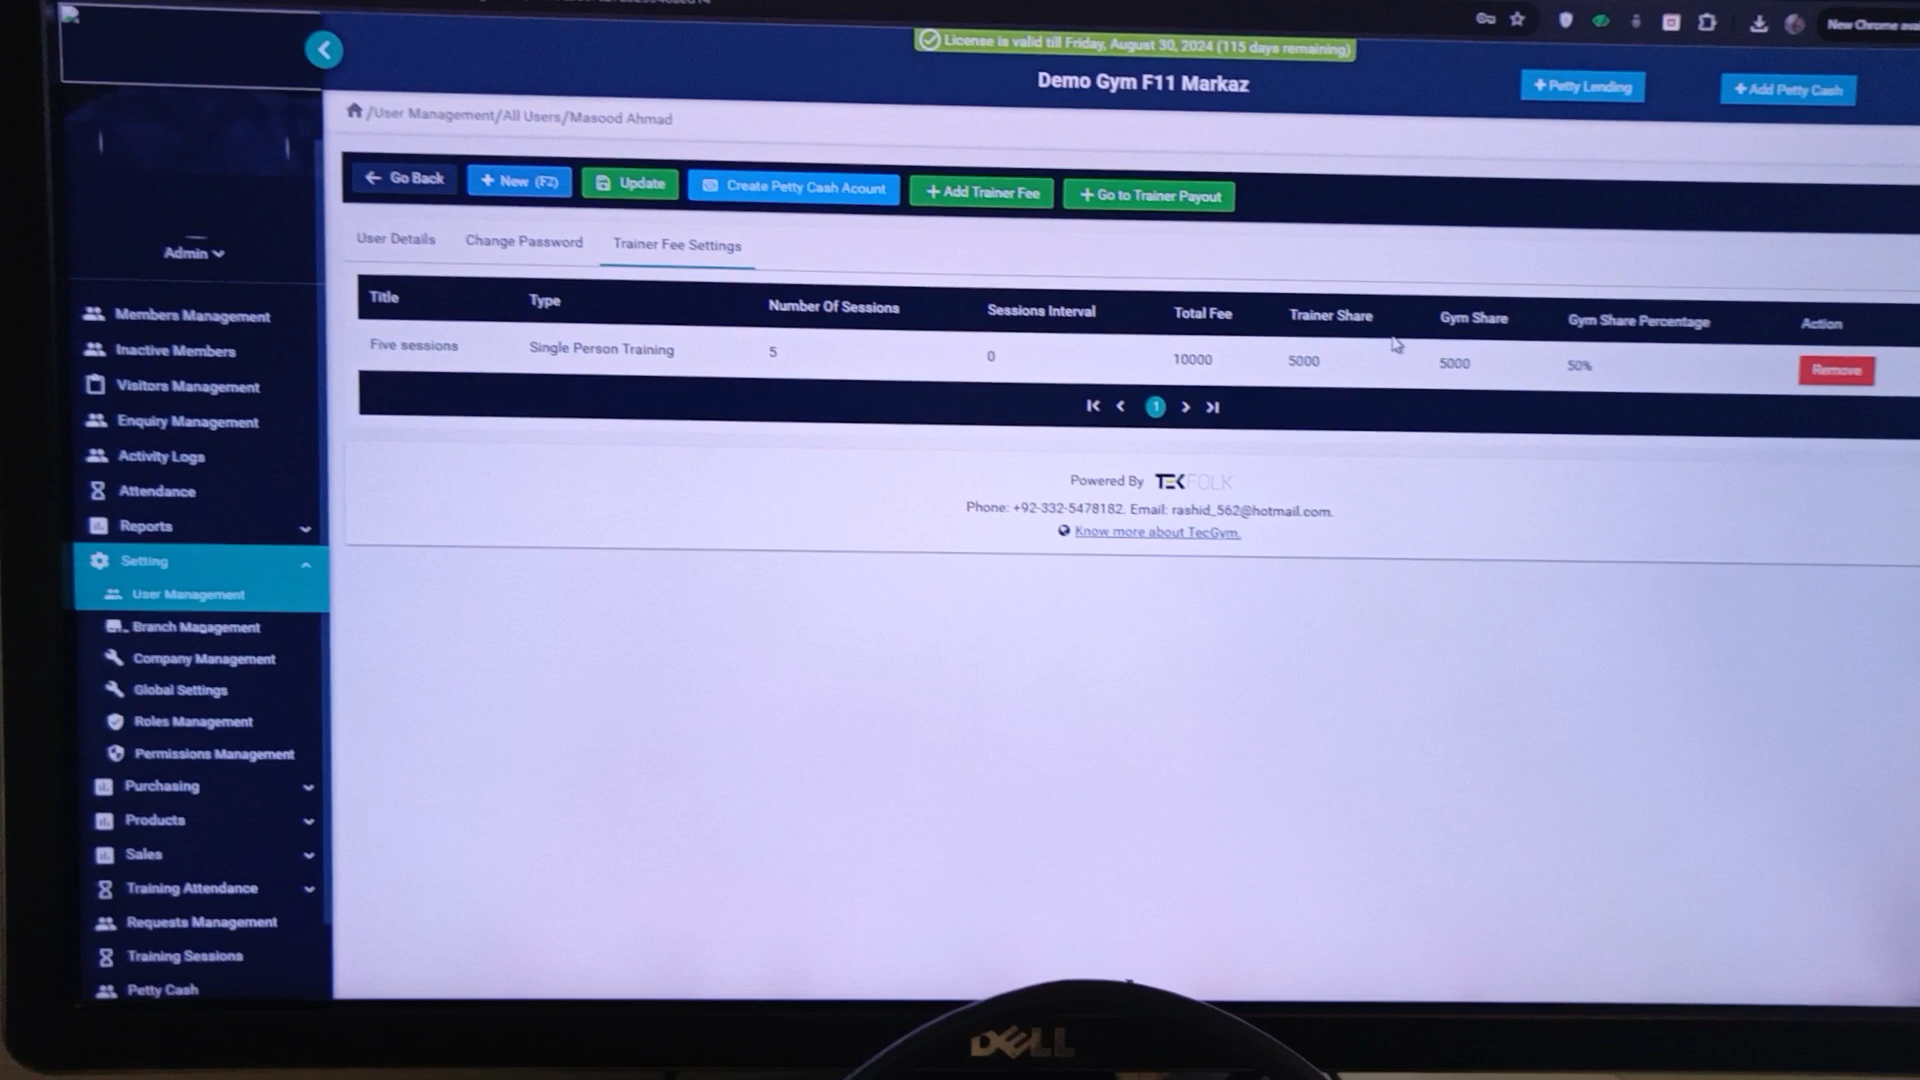 License is valid till Friday, August 30, 2024 (115 days remaining)
New Chrome
Demo Gym F11 Markaz
+ Petty Lending
+ Add Petty Cash
/User Management/All Users/Masood Ahmad
Go Back
+ New (F2)
Update
Create Petty Cash Acount
+ Add Trainer Fee
+ Go to Trainer Payout
User Details
Change Password
Trainer Fee Settings
Title Type Number Of Sessions Sessions Interval Total Fee Trainer Share Gym Share Gym Share Percentage Action
Five sessions Single Person Training 5 0 10000 5000 5000 50% Remove
1
Powered By TEKFOLK
Phone: +92-332-5478182. Email: rashid_562@hotmail.com.
Know more about TecGym.
Admin
Members Management
Inactive Members
Visitors Management
Enquiry Management
Activity Logs
Attendance
Reports
Setting
User Management
Branch Management
Company Management
Global Settings
Roles Management
Permissions Management
Purchasing
Products
Sales
Training Attendance
Requests Management
Training Sessions
Petty Cash
DELL